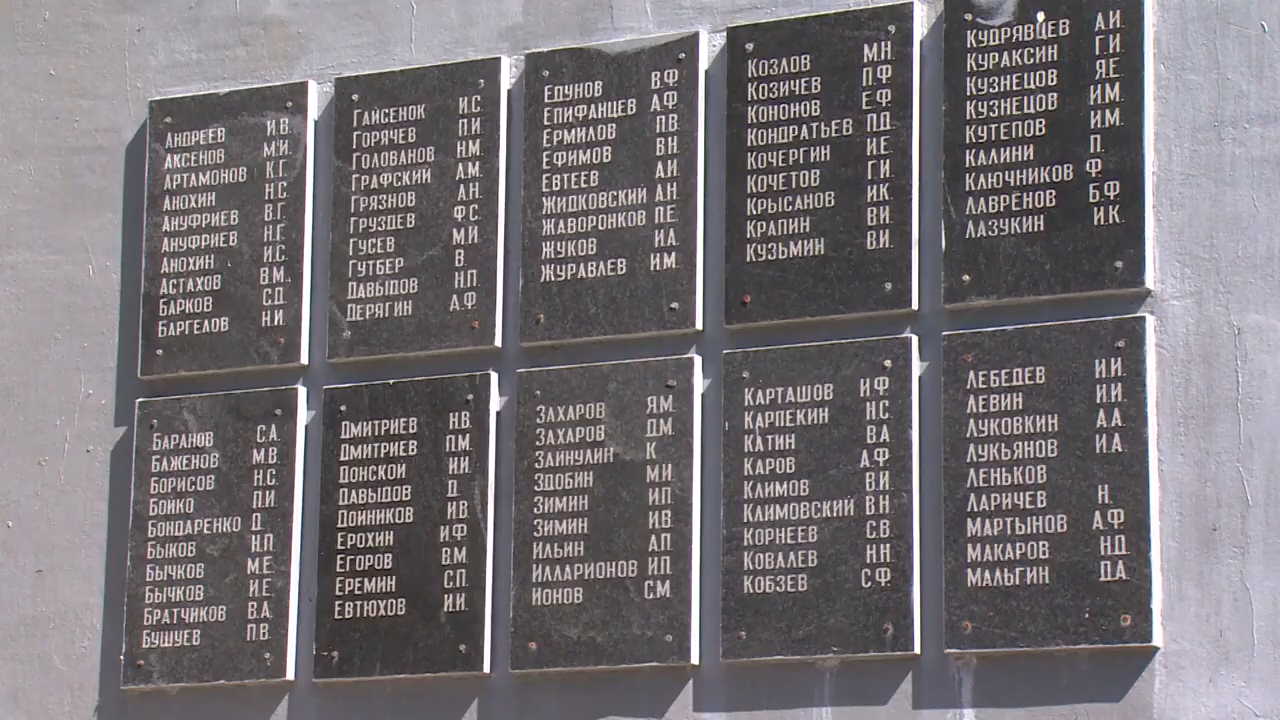 АНДРЕЕВ И.В.
АКСЕНОВ М.И.
АРТАМОНОВ К.Г.
АНОХИН Н.С.
АНУФРИЕВ В.Г.
АНУФРИЕВ Н.Г.
АНОХИН И.С.
АСТАХОВ В.М..
БАРКОВ С.Д.
БАРГЕЛОВ Н.И.
ГАЙСЕНОК И.С.
ГОРЯЧЕВ П.И.
ГОЛОВАНОВ Н.М.
ГРАФСКИЙ А.М.
ГРЯЗНОВ А.Н.
ГРУЗДЕВ Ф.С.
ГУСЕВ М.И.
ГУТБЕР В.
ДАВЫДОВ Н.П.
ДЕРЯГИН А.Ф.
ЕДУНОВ В.Ф.
ЕПИФАНЦЕВ А.Ф.
ЕРМИЛОВ П.В.
ЕФИМОВ В.Н.
ЕВТЕЕВ А.И.
ЖИДКОВСКИЙ А.Н.
ЖАВОРОНКОВ П.Е.
ЖУКОВ И.А.
ЖУРАВЛЕВ И.М.
КОЗЛОВ М.Н.
КОЗИЧЕВ П.Ф.
КОНОНОВ Е.Ф.
КОНДРАТЬЕВ П.Д.
КОЧЕРГИН И.Е.
КОЧЕТОВ Г.И.
КРЫСАНОВ И.К.
КРАПИН В.И.
КУЗЬМИН В.И.
КУДРЯВЦЕВ А.И.
КУРАКСИН Г.И.
КУЗНЕЦОВ Я.Е.
КУЗНЕЦОВ И.М.
КУТЕПОВ И.М.
КАЛИНИ П.
КЛЮЧНИКОВ Ф.
ЛАВРЁНОВ Б.Ф.
ЛАЗУКИН И.К.
БАРАНОВ С.А.
БАЖЕНОВ М.В.
БОРИСОВ Н.С.
БОЙКО П.И.
БОНДАРЕНКО Д.
БЫКОВ Н.П.
БЫЧКОВ М.Е.
БЫЧКОВ И.Е.
БРАТЧИКОВ В.А.
БУШУЕВ П.В.
ДМИТРИЕВ Н.В.
ДМИТРИЕВ П.М.
ДОНСКОЙ И.И.
ДАВЫДОВ Д.
ДОЙНИКОВ И.В.
ЕРОХИН И.Ф.
ЕГОРОВ В.М.
ЕРЕМИН С.П.
ЕВТЮХОВ И.И.
ЗАХАРОВ Я.М.
ЗАХАРОВ Д.М.
ЗАЙНУЛИН К
ЗДОБИН М.И.
ЗИМИН И.П.
ЗИМИН И.В.
ИЛЬИН А.П.
ИЛЛАРИОНОВ И.П.
ИОНОВ С.М.
КАРТАШОВ И.Ф.
КАРПЕКИН Н.С.
КАТИН В.А
КАРОВ А.Ф.
КЛИМОВ В.И.
КЛИМОВСКИЙ В.Н.
КОРНЕЕВ С.В.
КОВАЛЕВ Н.Н.
КОБЗЕВ С.Ф.
ЛЕБЕДЕВ И.И.
ЛЕВИН И.И.
ЛУКОВКИН А.А.
ЛУКЬЯНОВ И.А.
ЛЕНЬКОВ
ЛАРИЧЕВ Н.
МАРТЫНОВ А.Ф.
МАКАРОВ Н.Д.
МАЛЬГИН Д.А.